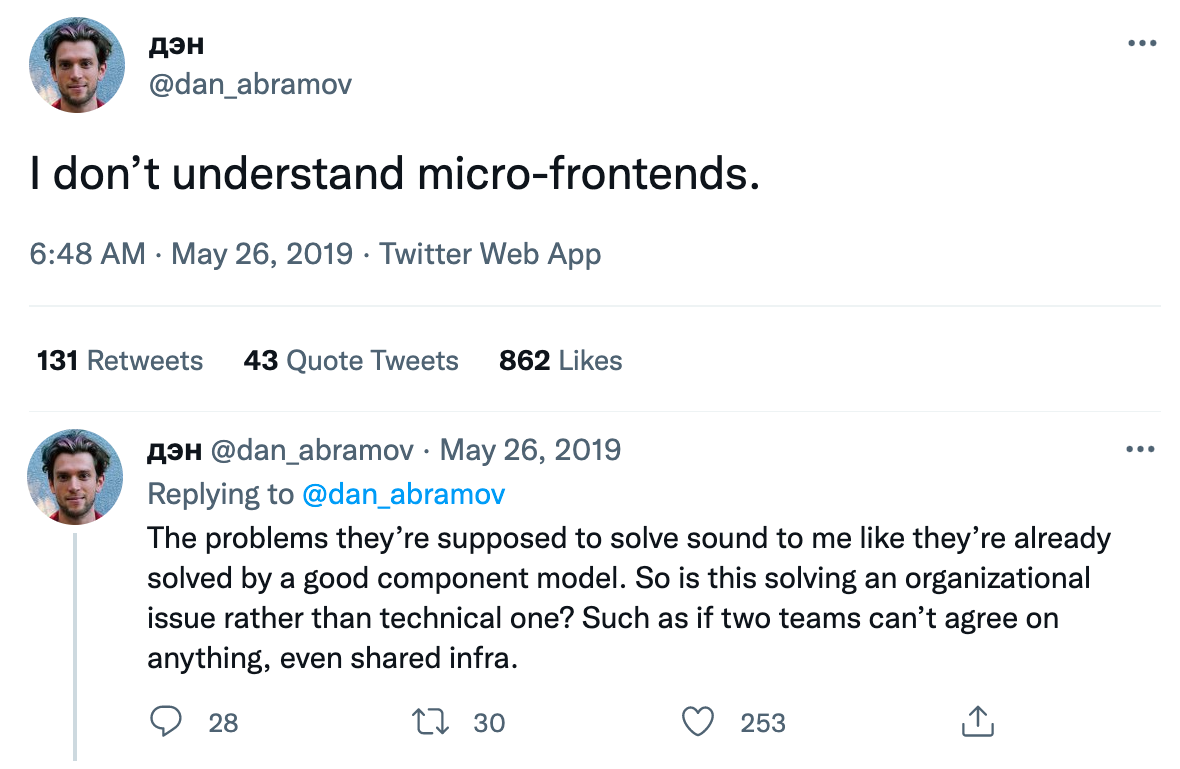 дэн
@dan_abramov
I don’t understand micro-frontends.
6:48 AM · May 26, 2019 · Twitter Web App
131 Retweets 43 Quote Tweets 862 Likes
дэн @dan_abramov · May 26, 2019
Replying to @dan_abramov
The problems they’re supposed to solve sound to me like they’re already
solved by a good component model. So is this solving an organizational
issue rather than technical one? Such as if two teams can’t agree on
anything, even shared infra.
28 30 253